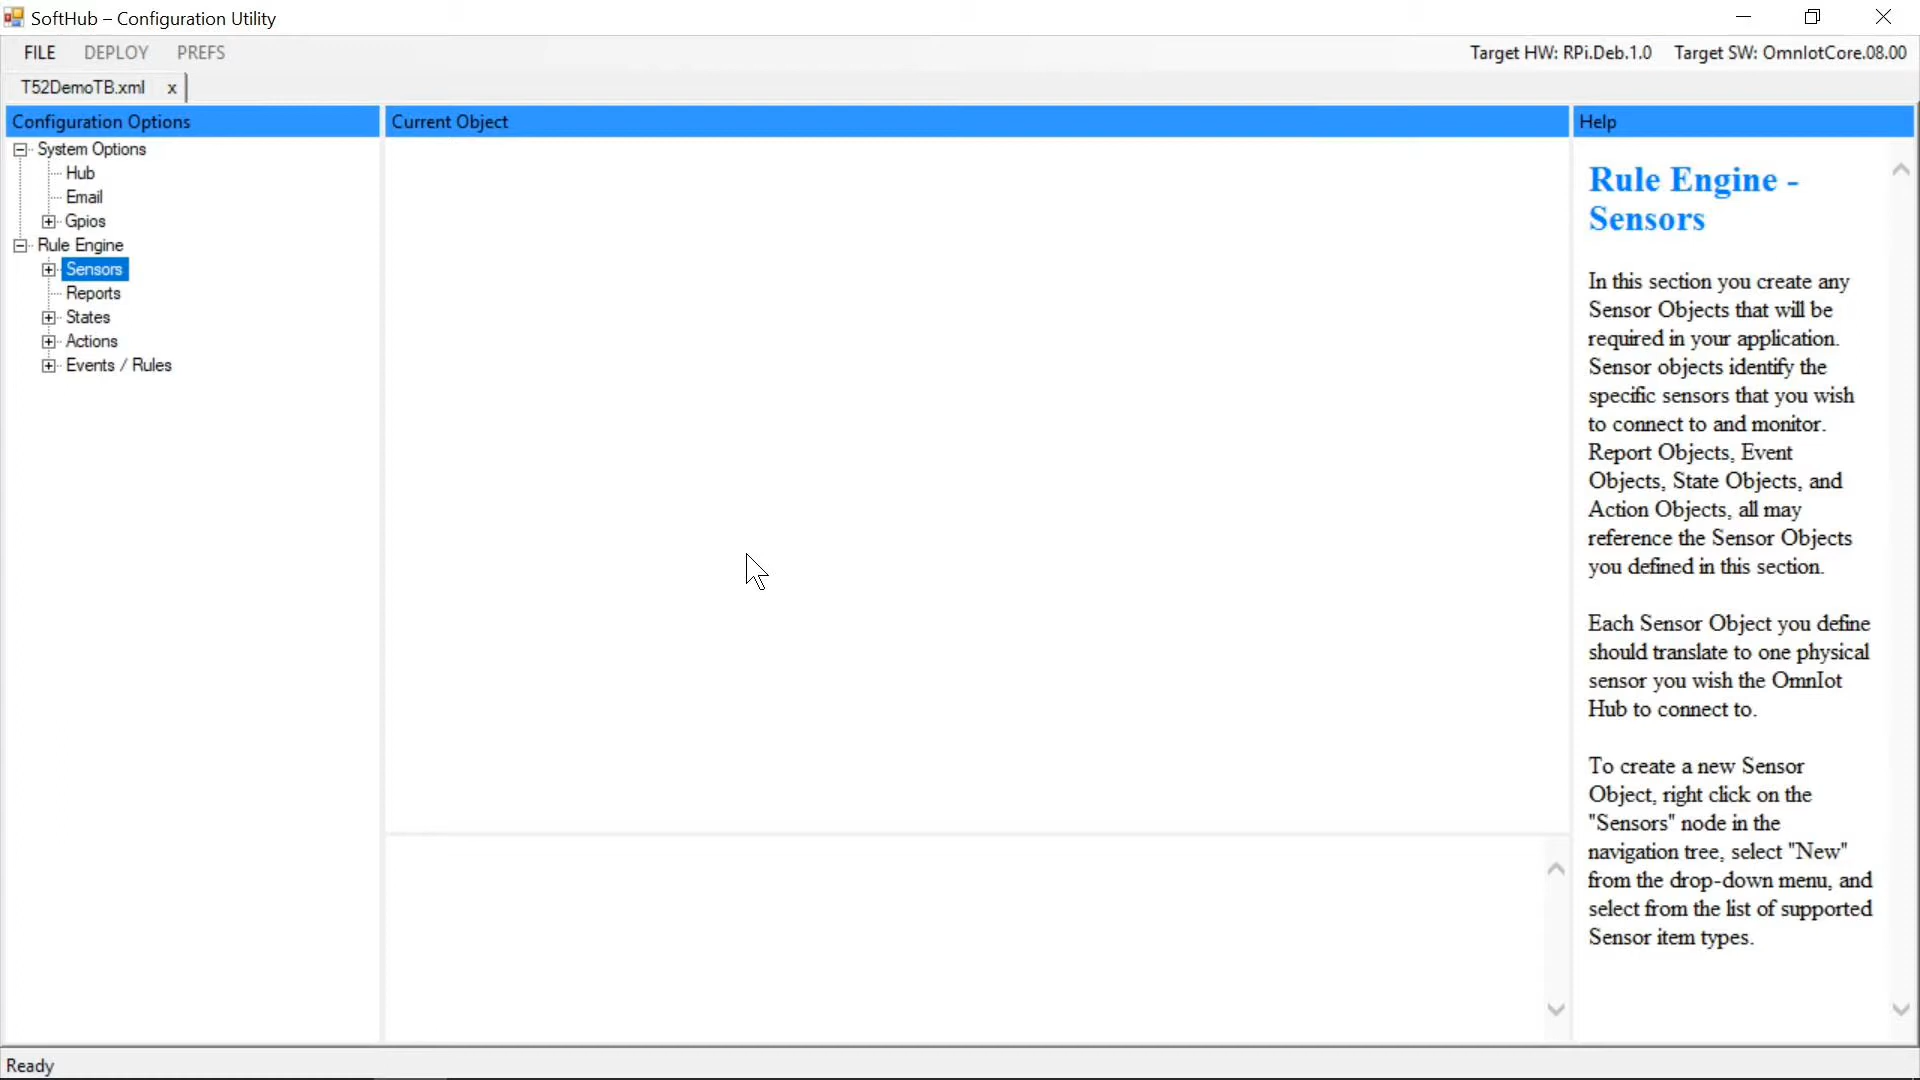 SoftHub – Configuration Utility
FILE DEPLOY PREFS
Target HW: RPi.Deb.1.0 Target SW: OmnIotCore.08.00
T52DemoTB.xml x
Configuration Options
System Options
Hub
Email
Gpios
Rule Engine
Sensors
Reports
States
Actions
Events / Rules
Current Object
Help
Rule Engine -
Sensors
In this section you create any
Sensor Objects that will be
required in your application.
Sensor objects identify the
specific sensors that you wish
to connect to and monitor.
Report Objects, Event
Objects, State Objects, and
Action Objects, all may
reference the Sensor Objects
you defined in this section.
Each Sensor Object you define
should translate to one physical
sensor you wish the OmnIot
Hub to connect to.
To create a new Sensor
Object, right click on the
"Sensors" node in the
navigation tree, select "New"
from the drop-down menu, and
select from the list of supported
Sensor item types.
Ready